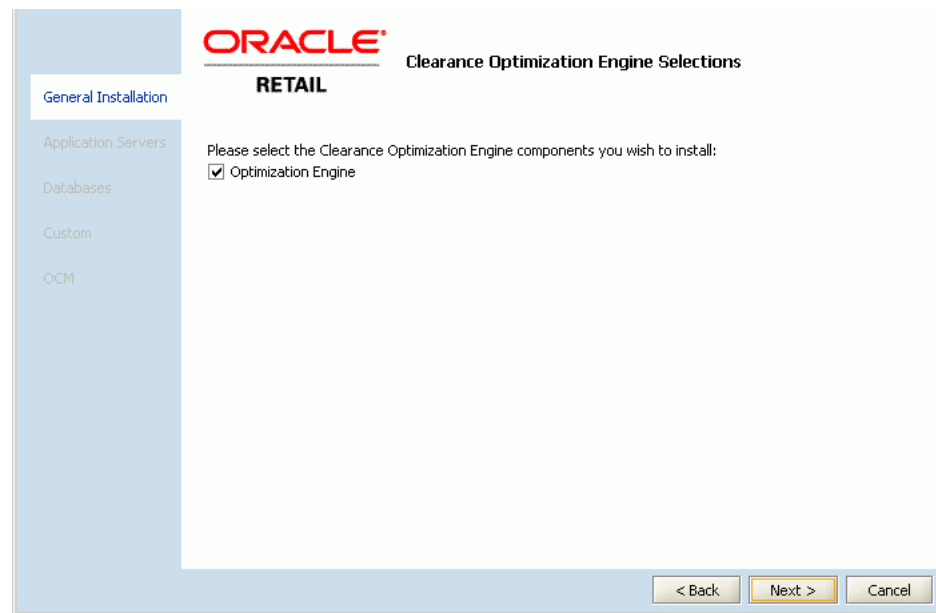 ORACLE®
RETAIL
Clearance Optimization Engine Selections
General Installation
Application Servers
Databases
Custom
OCM
Please select the Clearance Optimization Engine components you wish to install:
Optimization Engine
< Back
Next >
Cancel